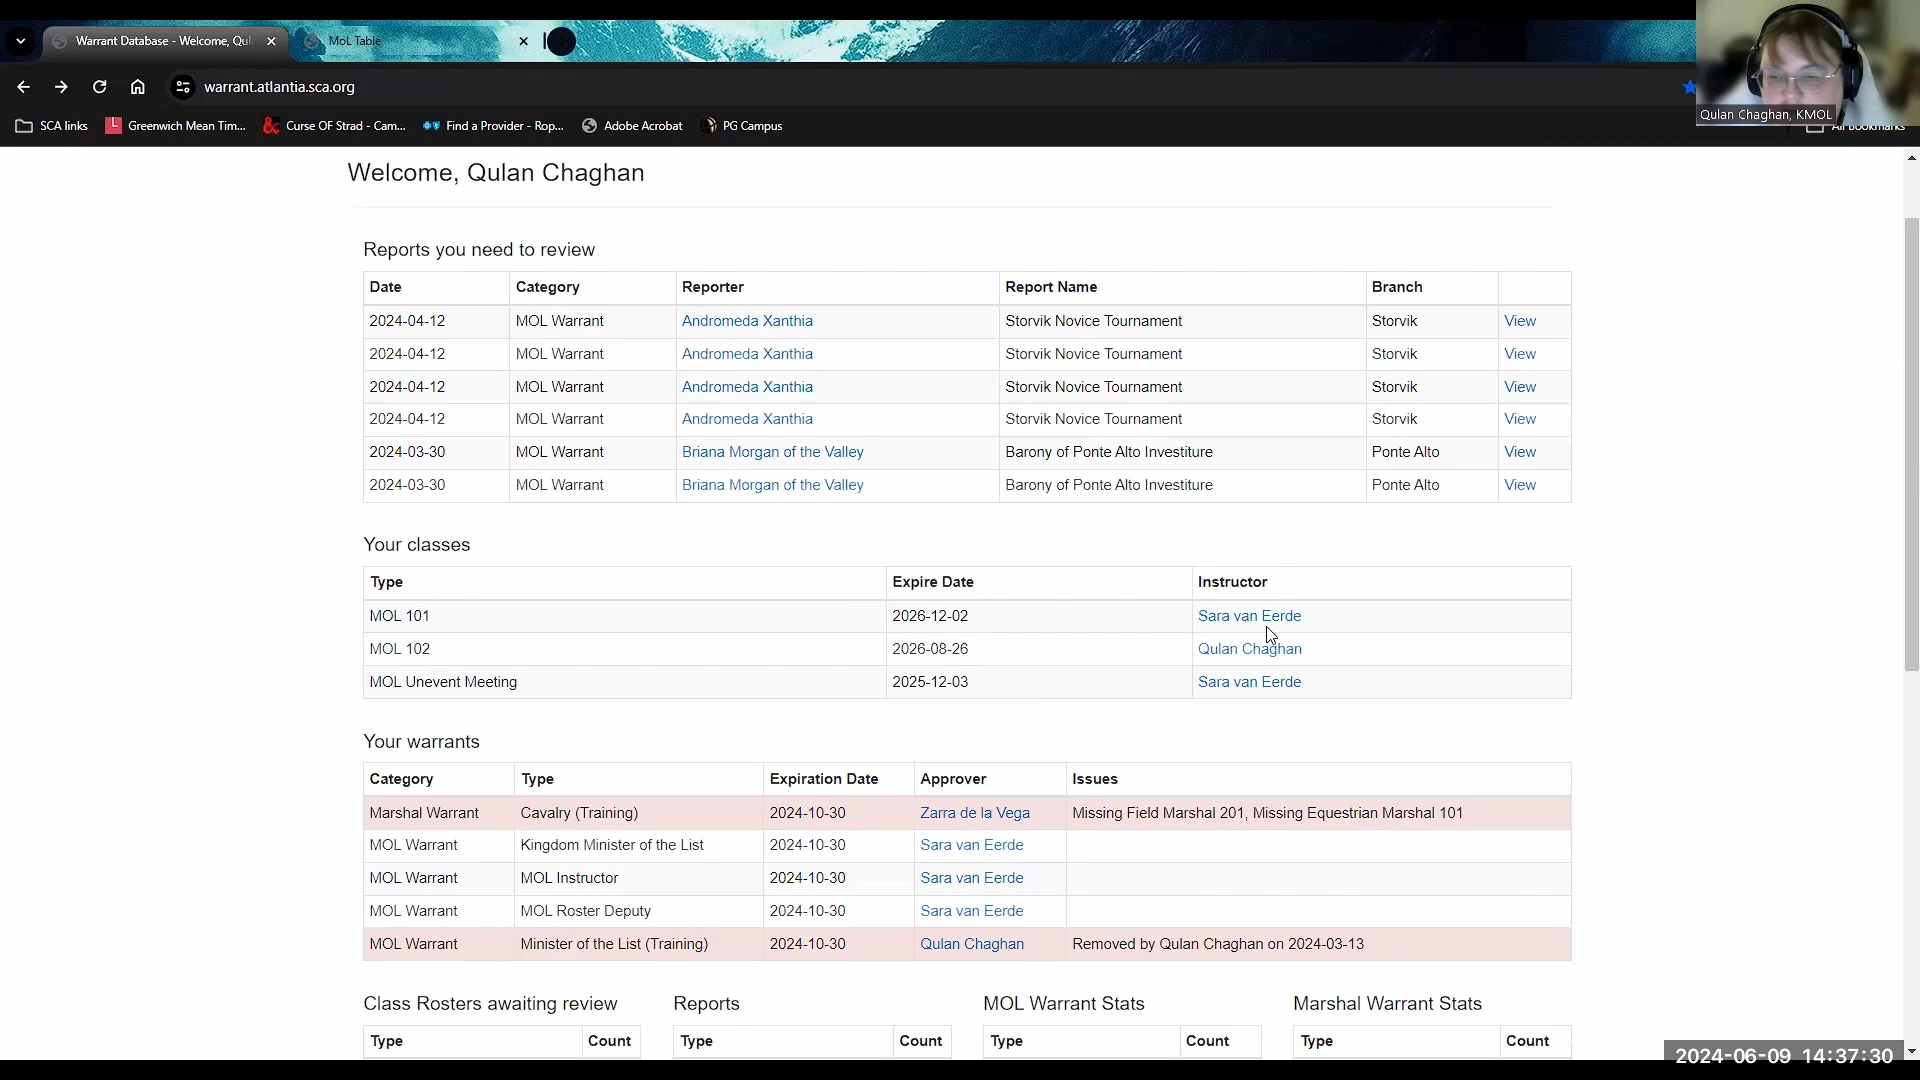 Warrant Database - Welcome, Qul
MoL Table
warrant.atlantia.sca.org
SCA links Greenwich Mean Tim... Curse OF Strad - Cam... Find a Provider - Rop... Adobe Acrobat PG Campus All Bookmarks
Qulan Chaghan, KMOL
Welcome, Qulan Chaghan
Reports you need to review
Date Category Reporter Report Name Branch
2024-04-12 MOL Warrant Andromeda Xanthia Storvik Novice Tournament Storvik View
2024-04-12 MOL Warrant Andromeda Xanthia Storvik Novice Tournament Storvik View
2024-04-12 MOL Warrant Andromeda Xanthia Storvik Novice Tournament Storvik View
2024-04-12 MOL Warrant Andromeda Xanthia Storvik Novice Tournament Storvik View
2024-03-30 MOL Warrant Briana Morgan of the Valley Barony of Ponte Alto Investiture Ponte Alto View
2024-03-30 MOL Warrant Briana Morgan of the Valley Barony of Ponte Alto Investiture Ponte Alto View
Your classes
Type Expire Date Instructor
MOL 101 2026-12-02 Sara van Eerde
MOL 102 2026-08-26 Qulan Chaghan
MOL Unevent Meeting 2025-12-03 Sara van Eerde
Your warrants
Category Type Expiration Date Approver Issues
Marshal Warrant Cavalry (Training) 2024-10-30 Zarra de la Vega Missing Field Marshal 201, Missing Equestrian Marshal 101
MOL Warrant Kingdom Minister of the List 2024-10-30 Sara van Eerde
MOL Warrant MOL Instructor 2024-10-30 Sara van Eerde
MOL Warrant MOL Roster Deputy 2024-10-30 Sara van Eerde
MOL Warrant Minister of the List (Training) 2024-10-30 Qulan Chaghan Removed by Qulan Chaghan on 2024-03-13
Class Rosters awaiting review Reports MOL Warrant Stats Marshal Warrant Stats
Type Count Type Count Type Count Type Count
2024-06-09 14:37:30